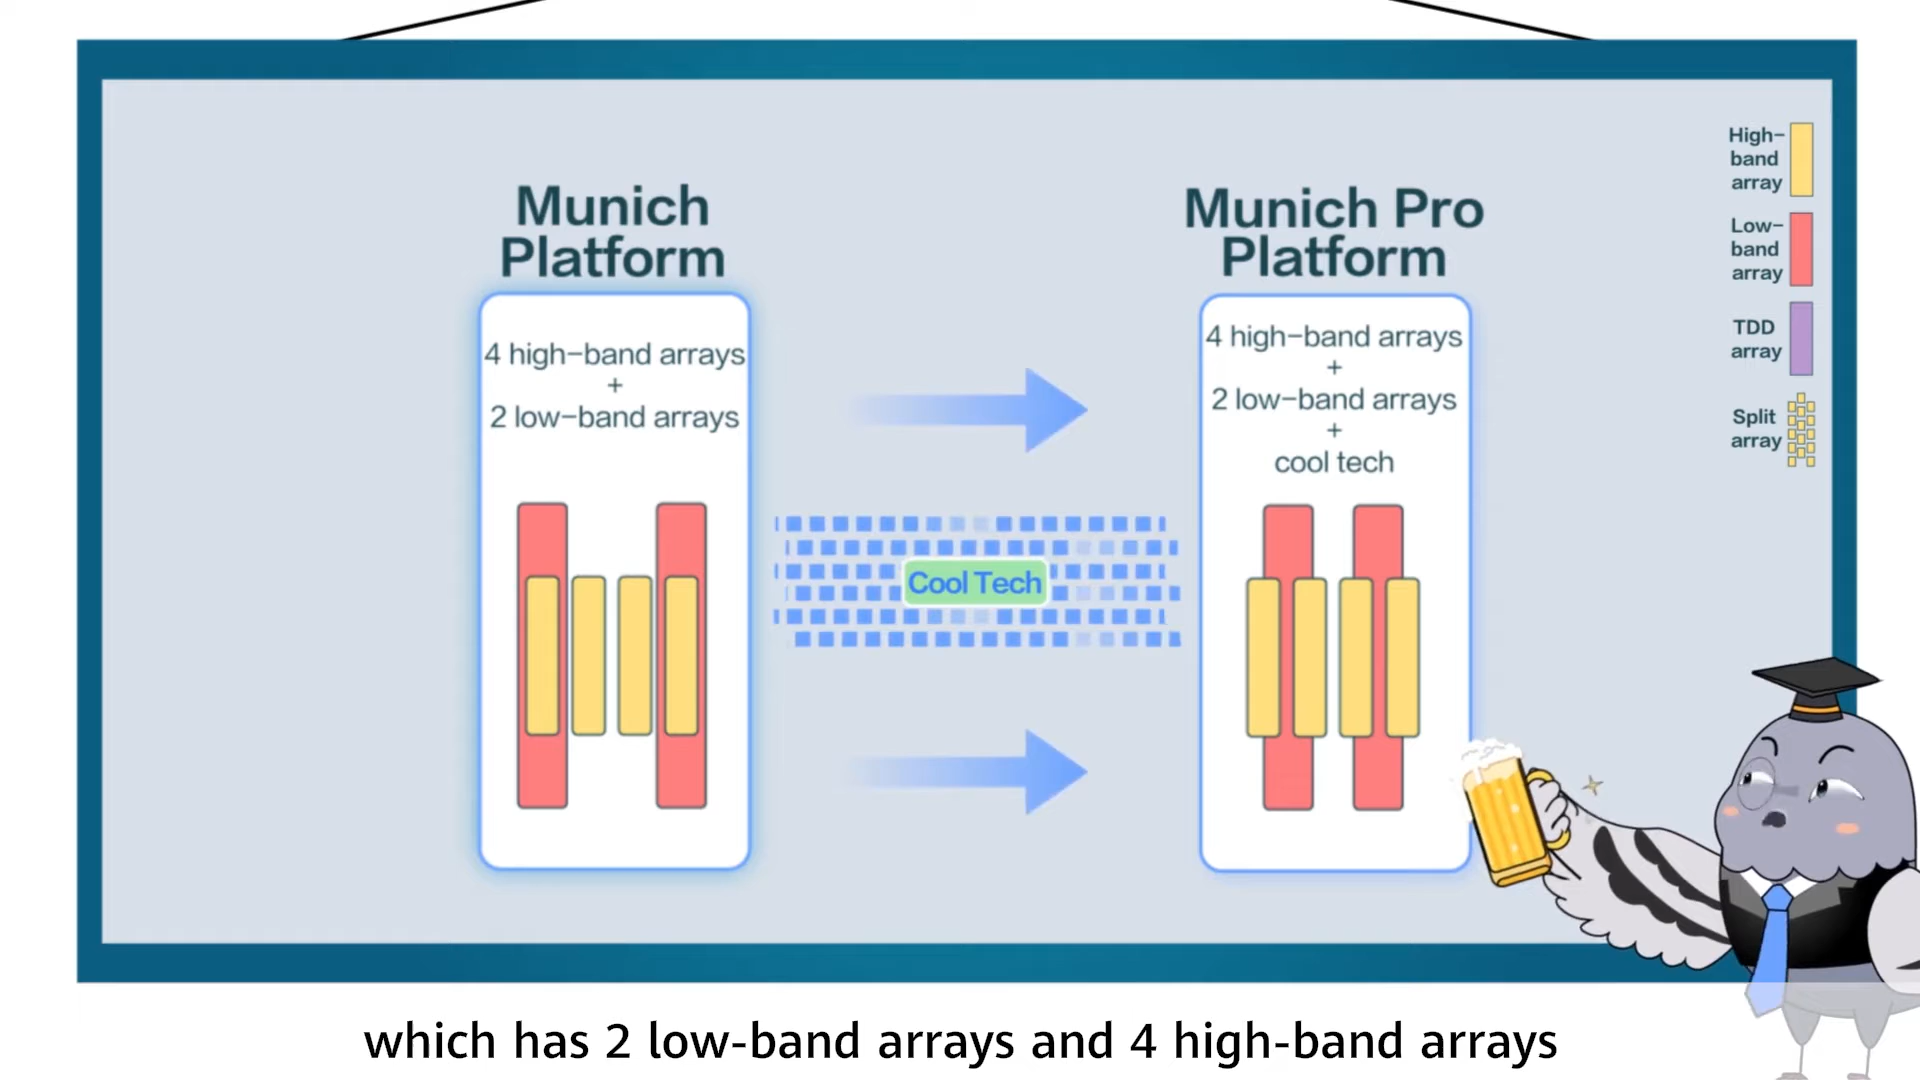 Munich
Platform
4 high-band arrays
+
2 low-band arrays
Cool Tech
Munich Pro
Platform
4 high-band arrays
+
2 low-band arrays
+
cool tech
High-
band
array
Low-
band
array
TDD
array
Split
array
which has 2 low-band arrays and 4 high-band arrays